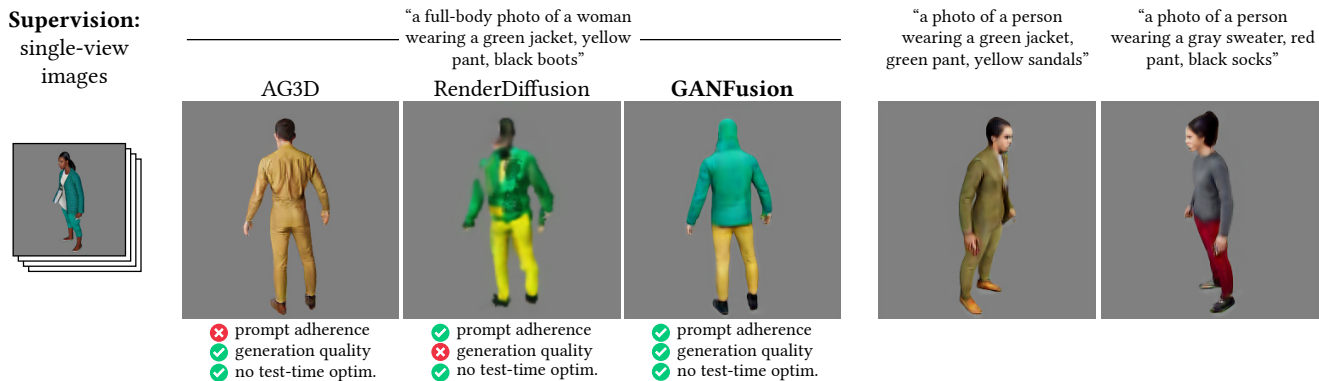 Supervision:
single-view
images
“a full-body photo of a woman
wearing a green jacket, yellow
pant, black boots”
AG3D
RenderDiffusion
GANFusion
prompt adherence
generation quality
no test-time optim.
prompt adherence
generation quality
no test-time optim.
prompt adherence
generation quality
no test-time optim.
“a photo of a person
wearing a green jacket,
green pant, yellow sandals”
“a photo of a person
wearing a gray sweater, red
pant, black socks”